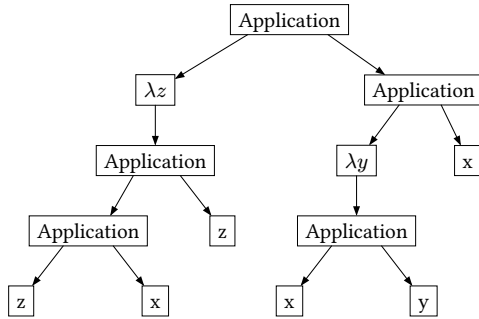 Application
λz Application
Application λy x
Application z Application
z x x y